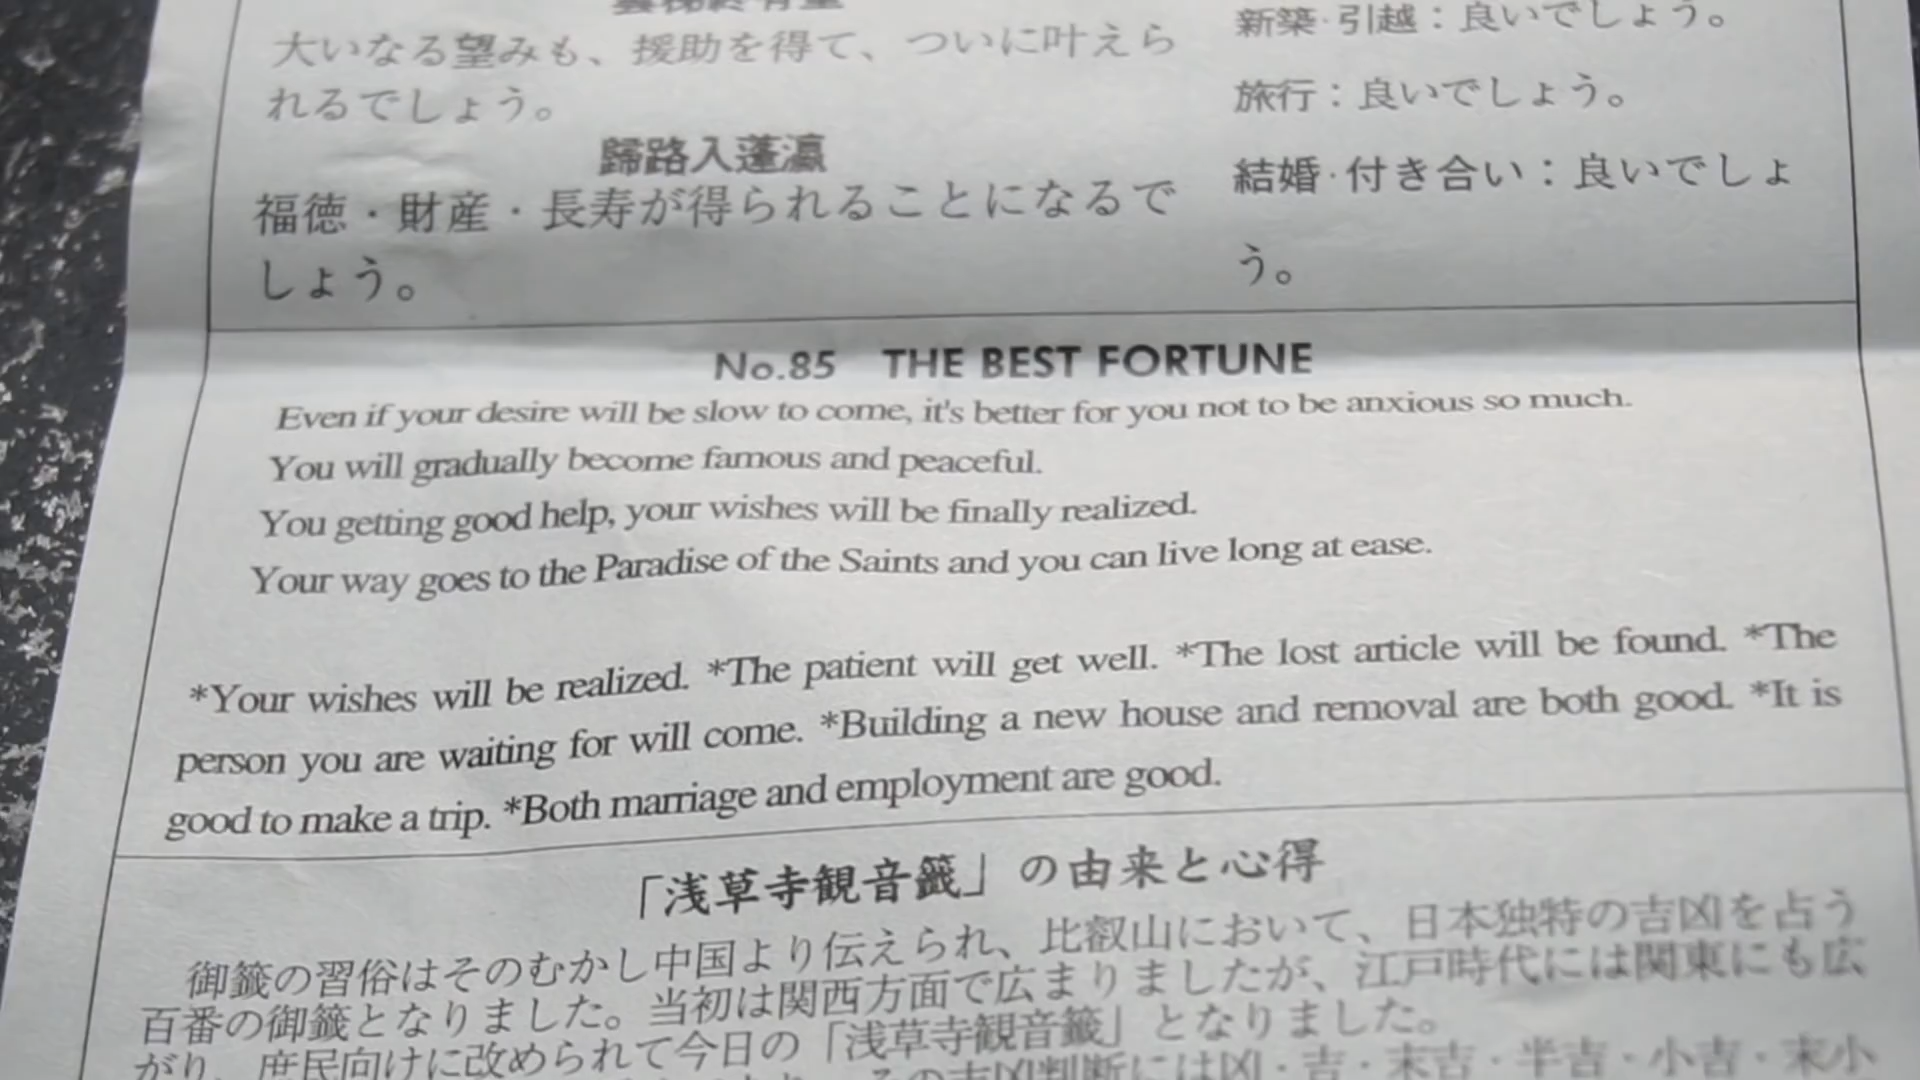 大いなる望みも、援助を得て、ついに叶えら
れるでしょう。
歸路入蓬瀛
福徳・財産・長寿が得られることになるで
しょう。
新築·引越：良いでしょう。
旅行：良いでしょう。
結婚·付き合い：良いでしょ
う。
No.85 THE BEST FORTUNE
Even if your desire will be slow to come, it's better for you not to be anxious so much.
You will gradually become famous and peaceful.
You getting good help, your wishes will be finally realized.
Your way goes to the Paradise of the Saints and you can live long at ease.
*Your wishes will be realized. *The patient will get well. *The lost article will be found. *The
person you are waiting for will come. *Building a new house and removal are both good. *It is
good to make a trip. *Both marriage and employment are good.
「浅草寺観音籤」の由来と心得
御籤の習俗はそのむかし中国より伝えられ、比叡山において、日本独特の吉凶を占う
百番の御籤となりました。当初は関西方面で広まりましたが、江戸時代には関東にも広
がり、庶民向けに改められて今日の「浅草寺観音籤」となりました。
その吉凶判断には凶・吉・末吉・半吉・小吉・末小